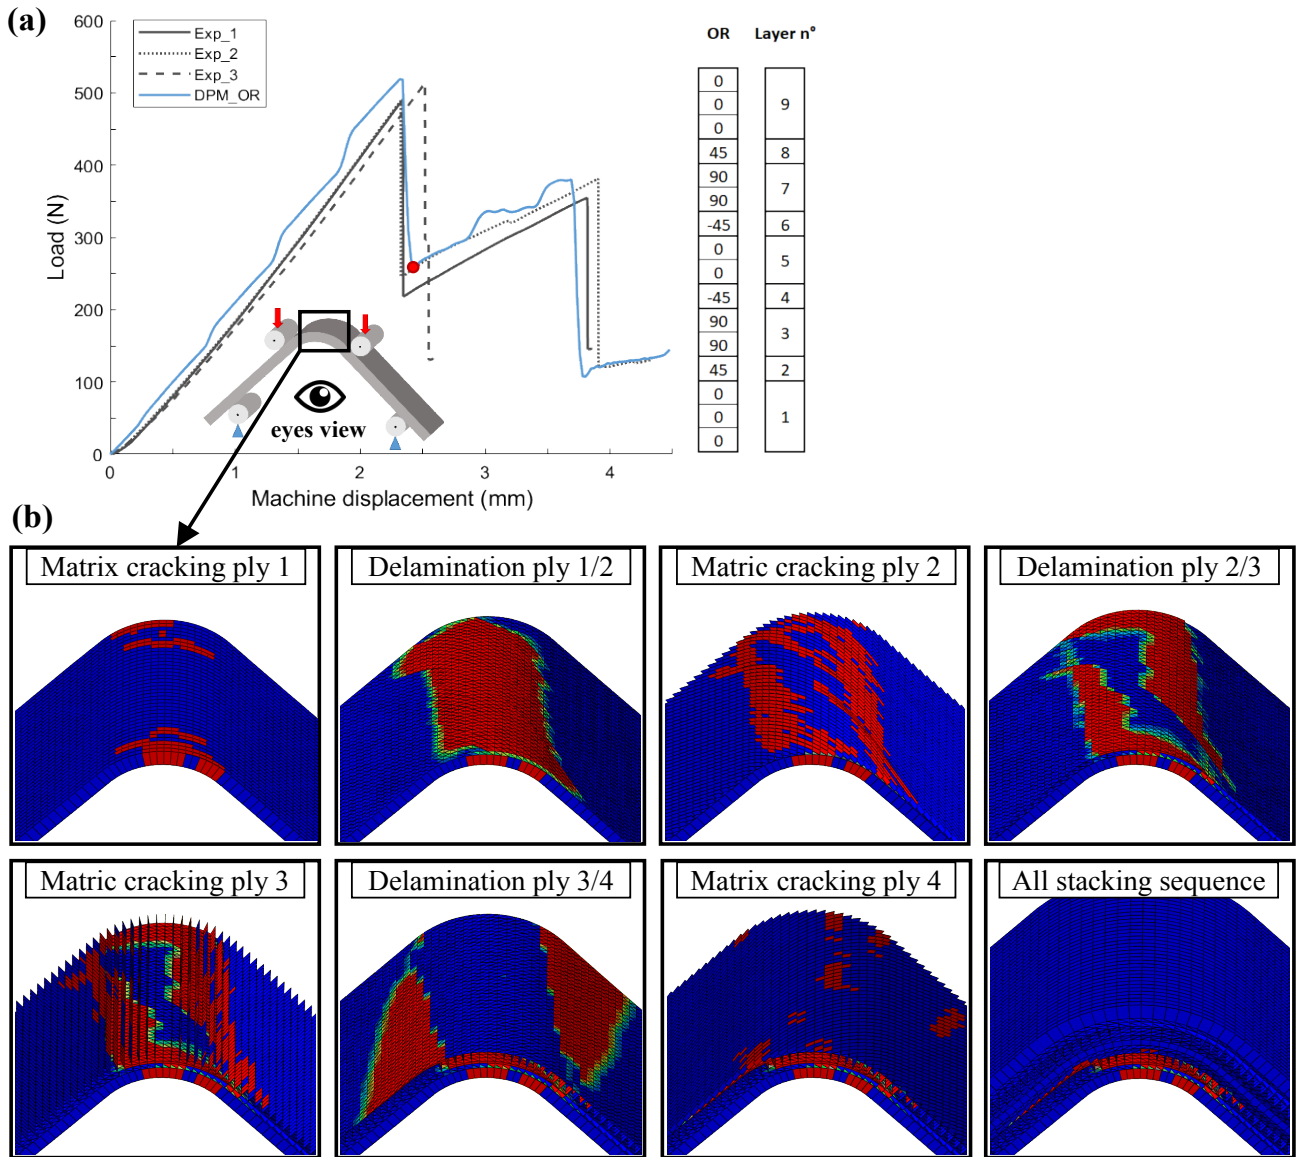 (a)
600
500
400
300
200
100
0
Load (N)
0 1 2 3 4
Machine displacement (mm)
Exp_1
Exp_2
Exp_3
DPM_OR
eyes view
OR Layer n°
0
0 9
0
45 8
90 7
90
-45 6
0 5
0
-45 4
90 3
90
45 2
0
0 1
0
(b)
Matrix cracking ply 1
Delamination ply 1/2
Matric cracking ply 2
Delamination ply 2/3
Matric cracking ply 3
Delamination ply 3/4
Matrix cracking ply 4
All stacking sequence